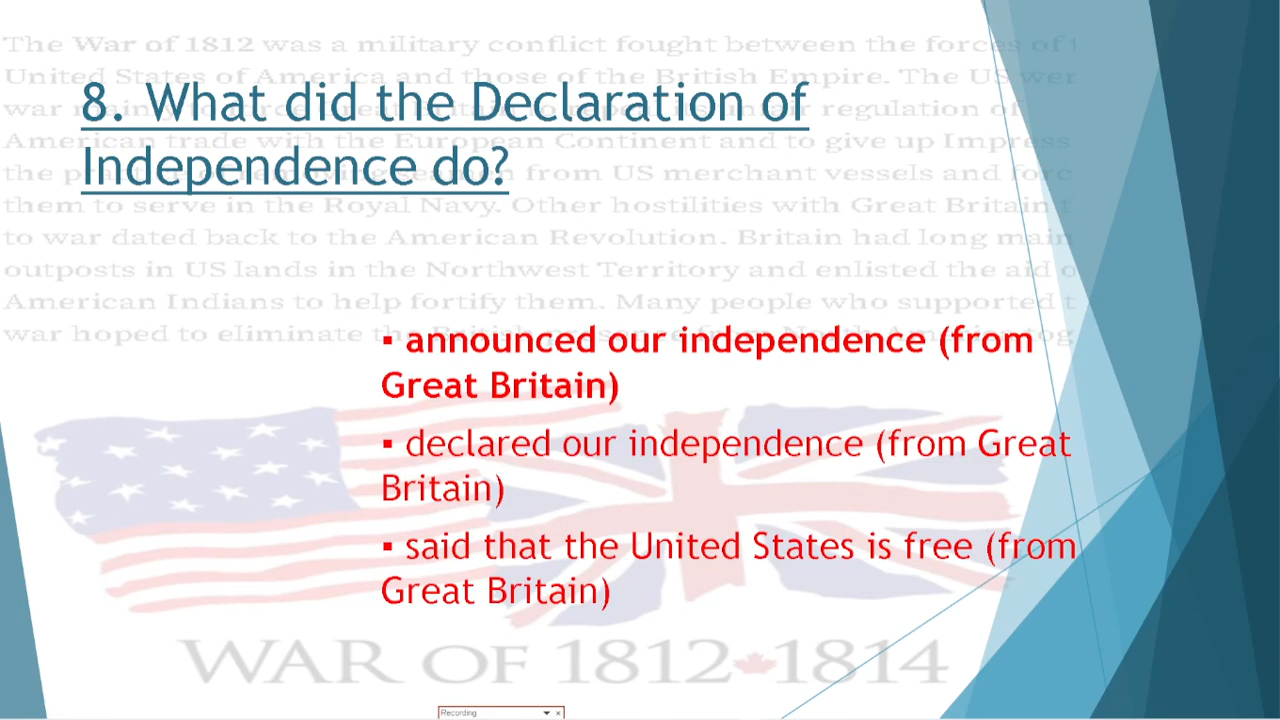 The War of 1812 was a military conflict fought between the forces of
United States of America and those of the British Empire. The US wer
8. What did the Declaration of
war regulation of
American trade with the European Continent and to give up Impress
Independence do?
the from US merchant vessels and forc
them to serve in the Royal Navy. Other hostilities with Great Britain
to war dated back to the American Revolution. Britain had long main
outposts in US lands in the Northwest Territory and enlisted the aid o
American Indians to help fortify them. Many people who supported t
war hoped to eliminate
▪ announced our independence (from
Great Britain)
▪ declared our independence (from Great
Britain)
▪ said that the United States is free (from
Great Britain)
WAR OF 1812 1814
Recording